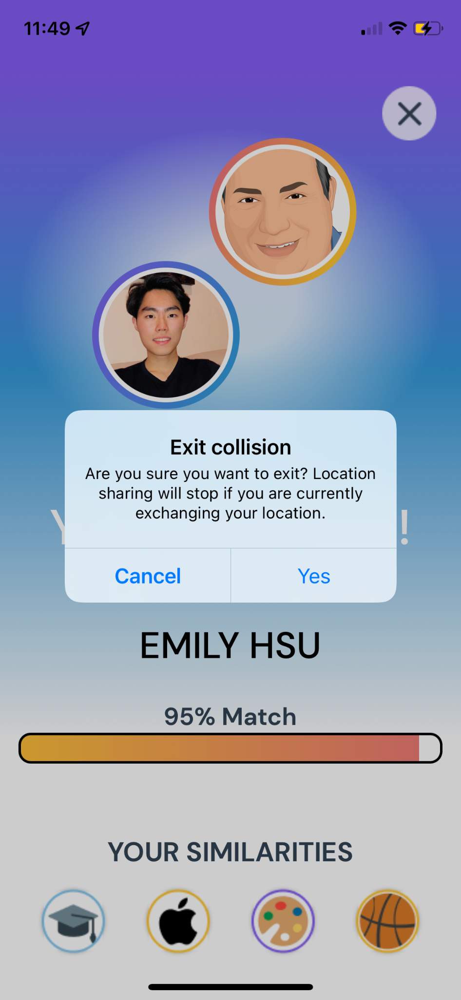 11:49
Exit collision
Are you sure you want to exit? Location
sharing will stop if you are currently
exchanging your location.
Cancel
Yes
EMILY HSU
95% Match
YOUR SIMILARITIES